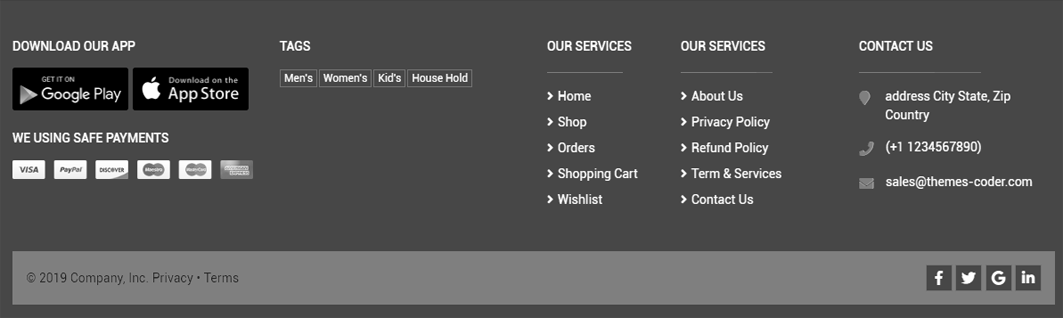 DOWNLOAD OUR APP
GET IT ON
Google Play
Download on the
App Store
WE USING SAFE PAYMENTS
VISA
PayPal
DISCOVER
Maestro
MasterCard
AMERICAN EXPRESS
TAGS
Men's Women's Kid's House Hold
OUR SERVICES
Home
Shop
Orders
Shopping Cart
Wishlist
OUR SERVICES
About Us
Privacy Policy
Refund Policy
Term & Services
Contact Us
CONTACT US
address City State, Zip
Country
(+1 1234567890)
sales@themes-coder.com
© 2019 Company, Inc. Privacy • Terms